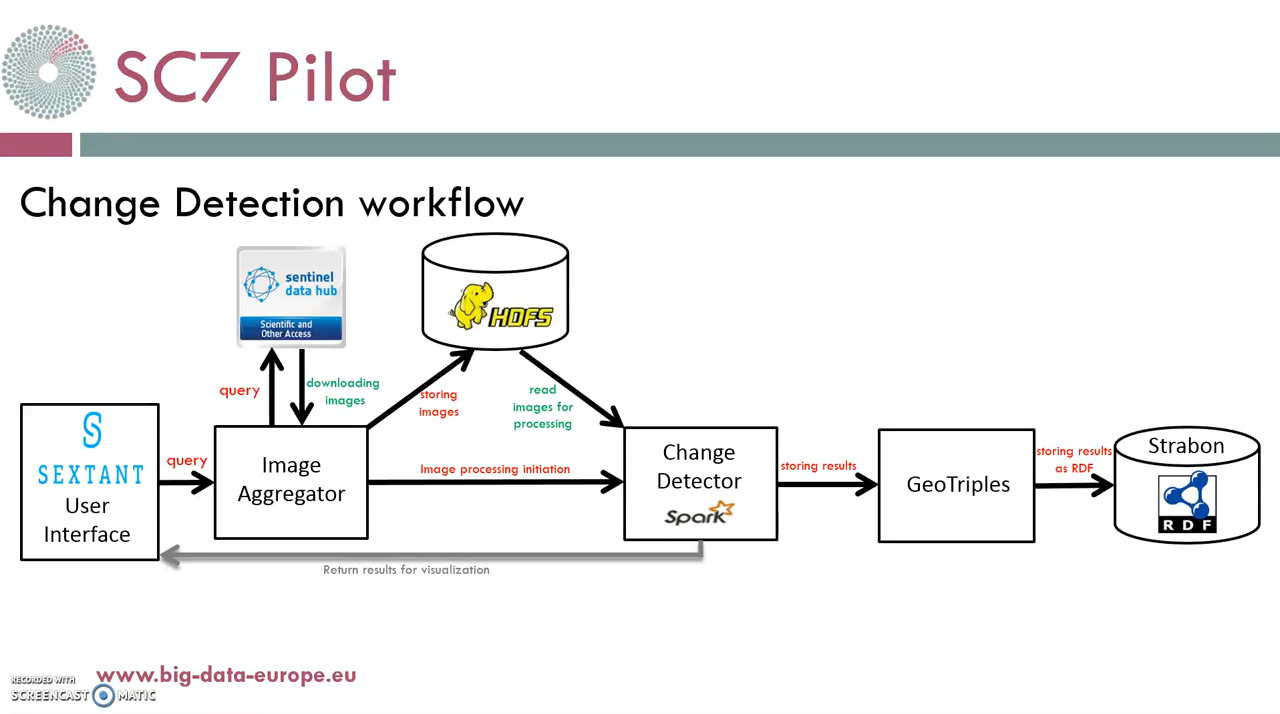 SC7 Pilot
Change Detection workflow
sentinel
data hub
Scientific and
Other Access
HDFS
query
downloading
images
storing
images
read
images for
processing
SEXTANT
User
Interface
query
Image
Aggregator
Image processing initiation
Change
Detector
Spark
storing results
GeoTriples
storing results
as RDF
Strabon
RDF
Return results for visualization
www.big-data-europe.eu
RECORDED WITH
SCREENCAST MATIC